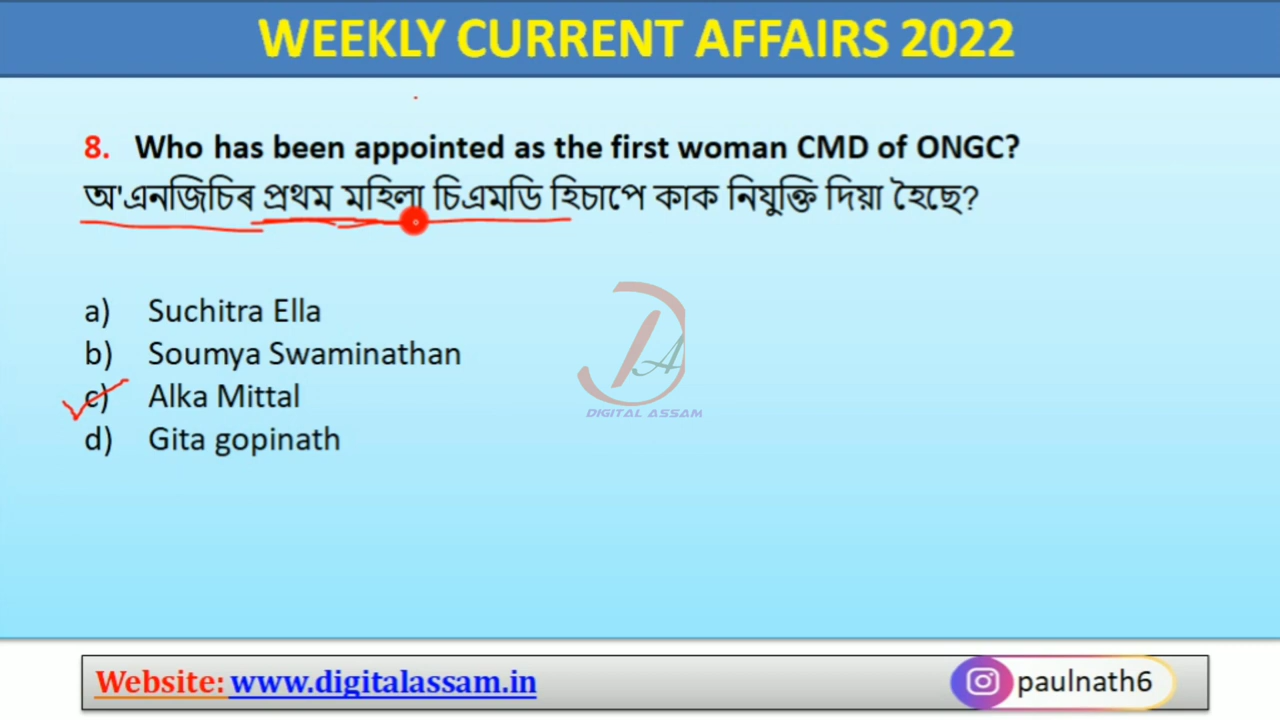 WEEKLY CURRENT AFFAIRS 2022
8. Who has been appointed as the first woman CMD of ONGC?
অ'এনজিচিৰ প্ৰথম মহিলা চিএমডি হিচাপে কাক নিযুক্তি দিয়া হৈছে?
a) Suchitra Ella
b) Soumya Swaminathan
c) Alka Mittal
d) Gita gopinath
DIGITAL ASSAM
Website: www.digitalassam.in
paulnath6